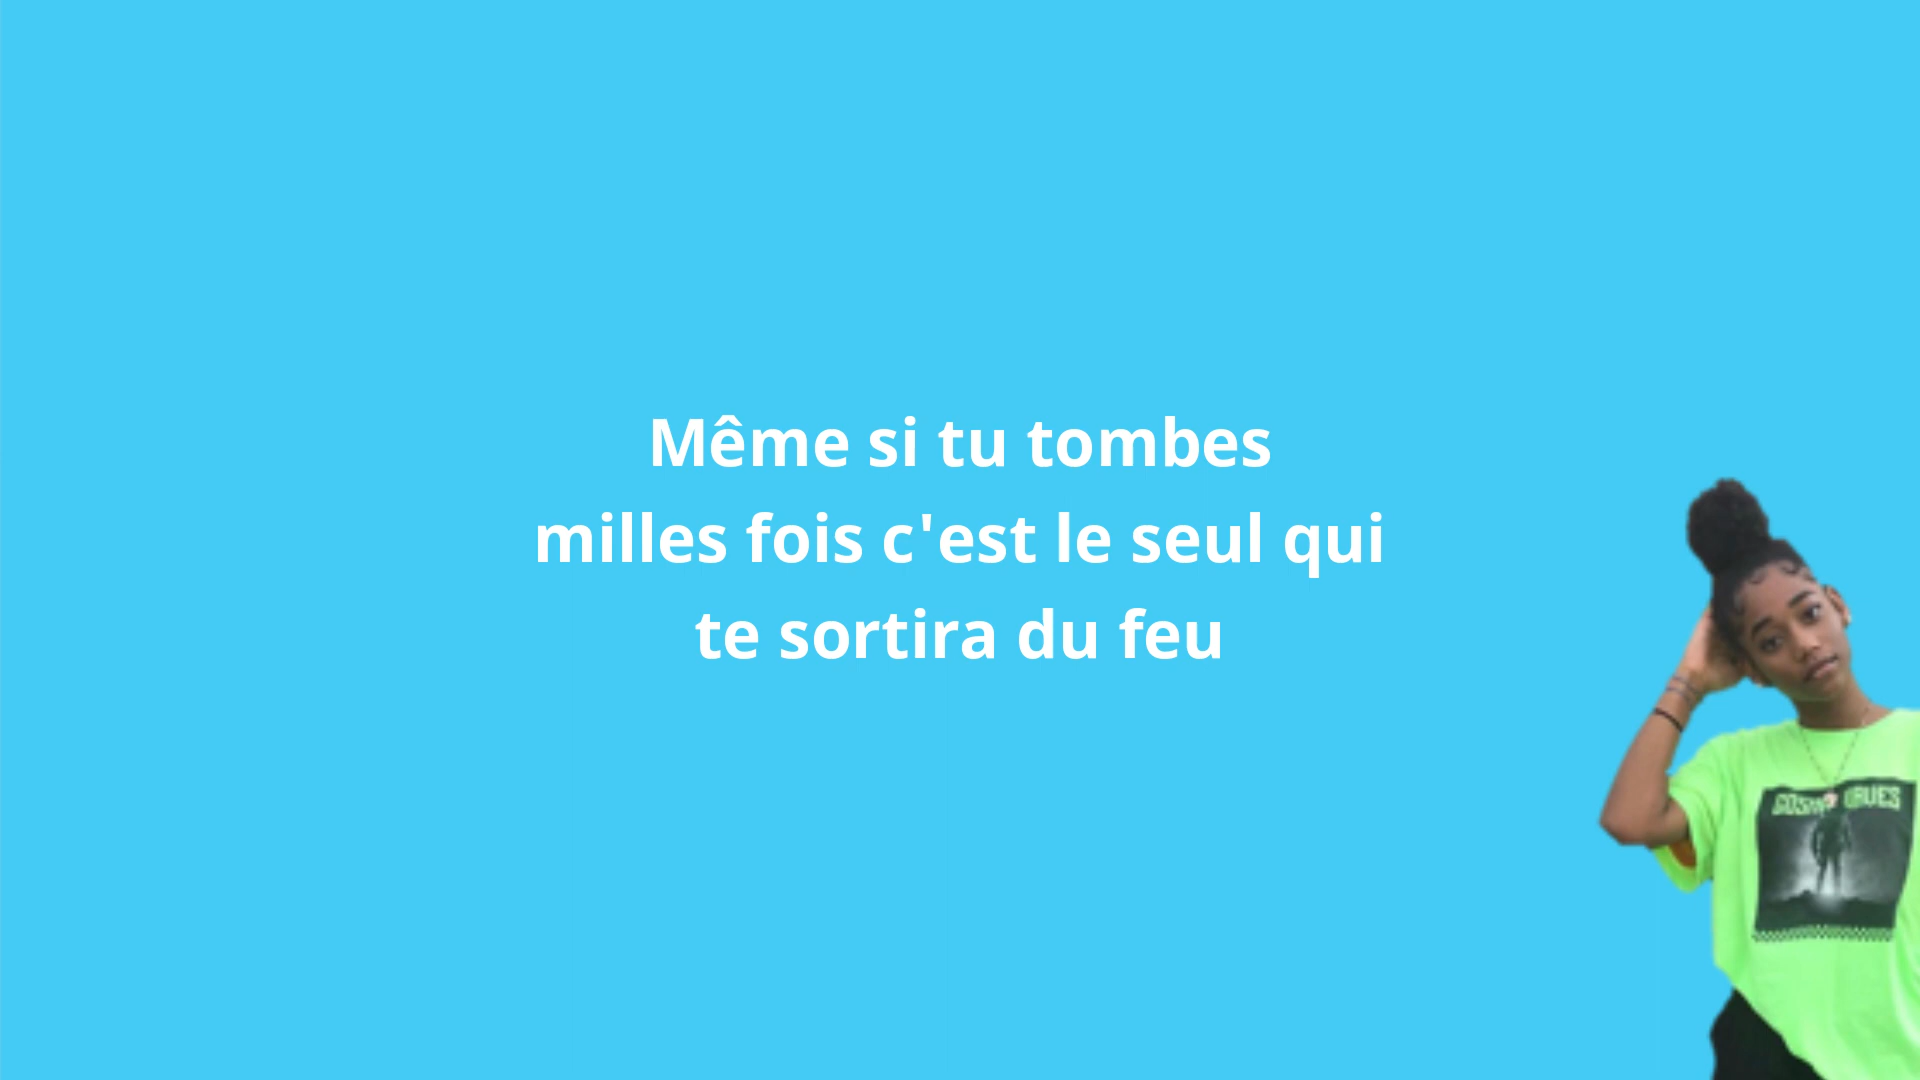 Même si tu tombes
milles fois c'est le seul qui
te sortira du feu